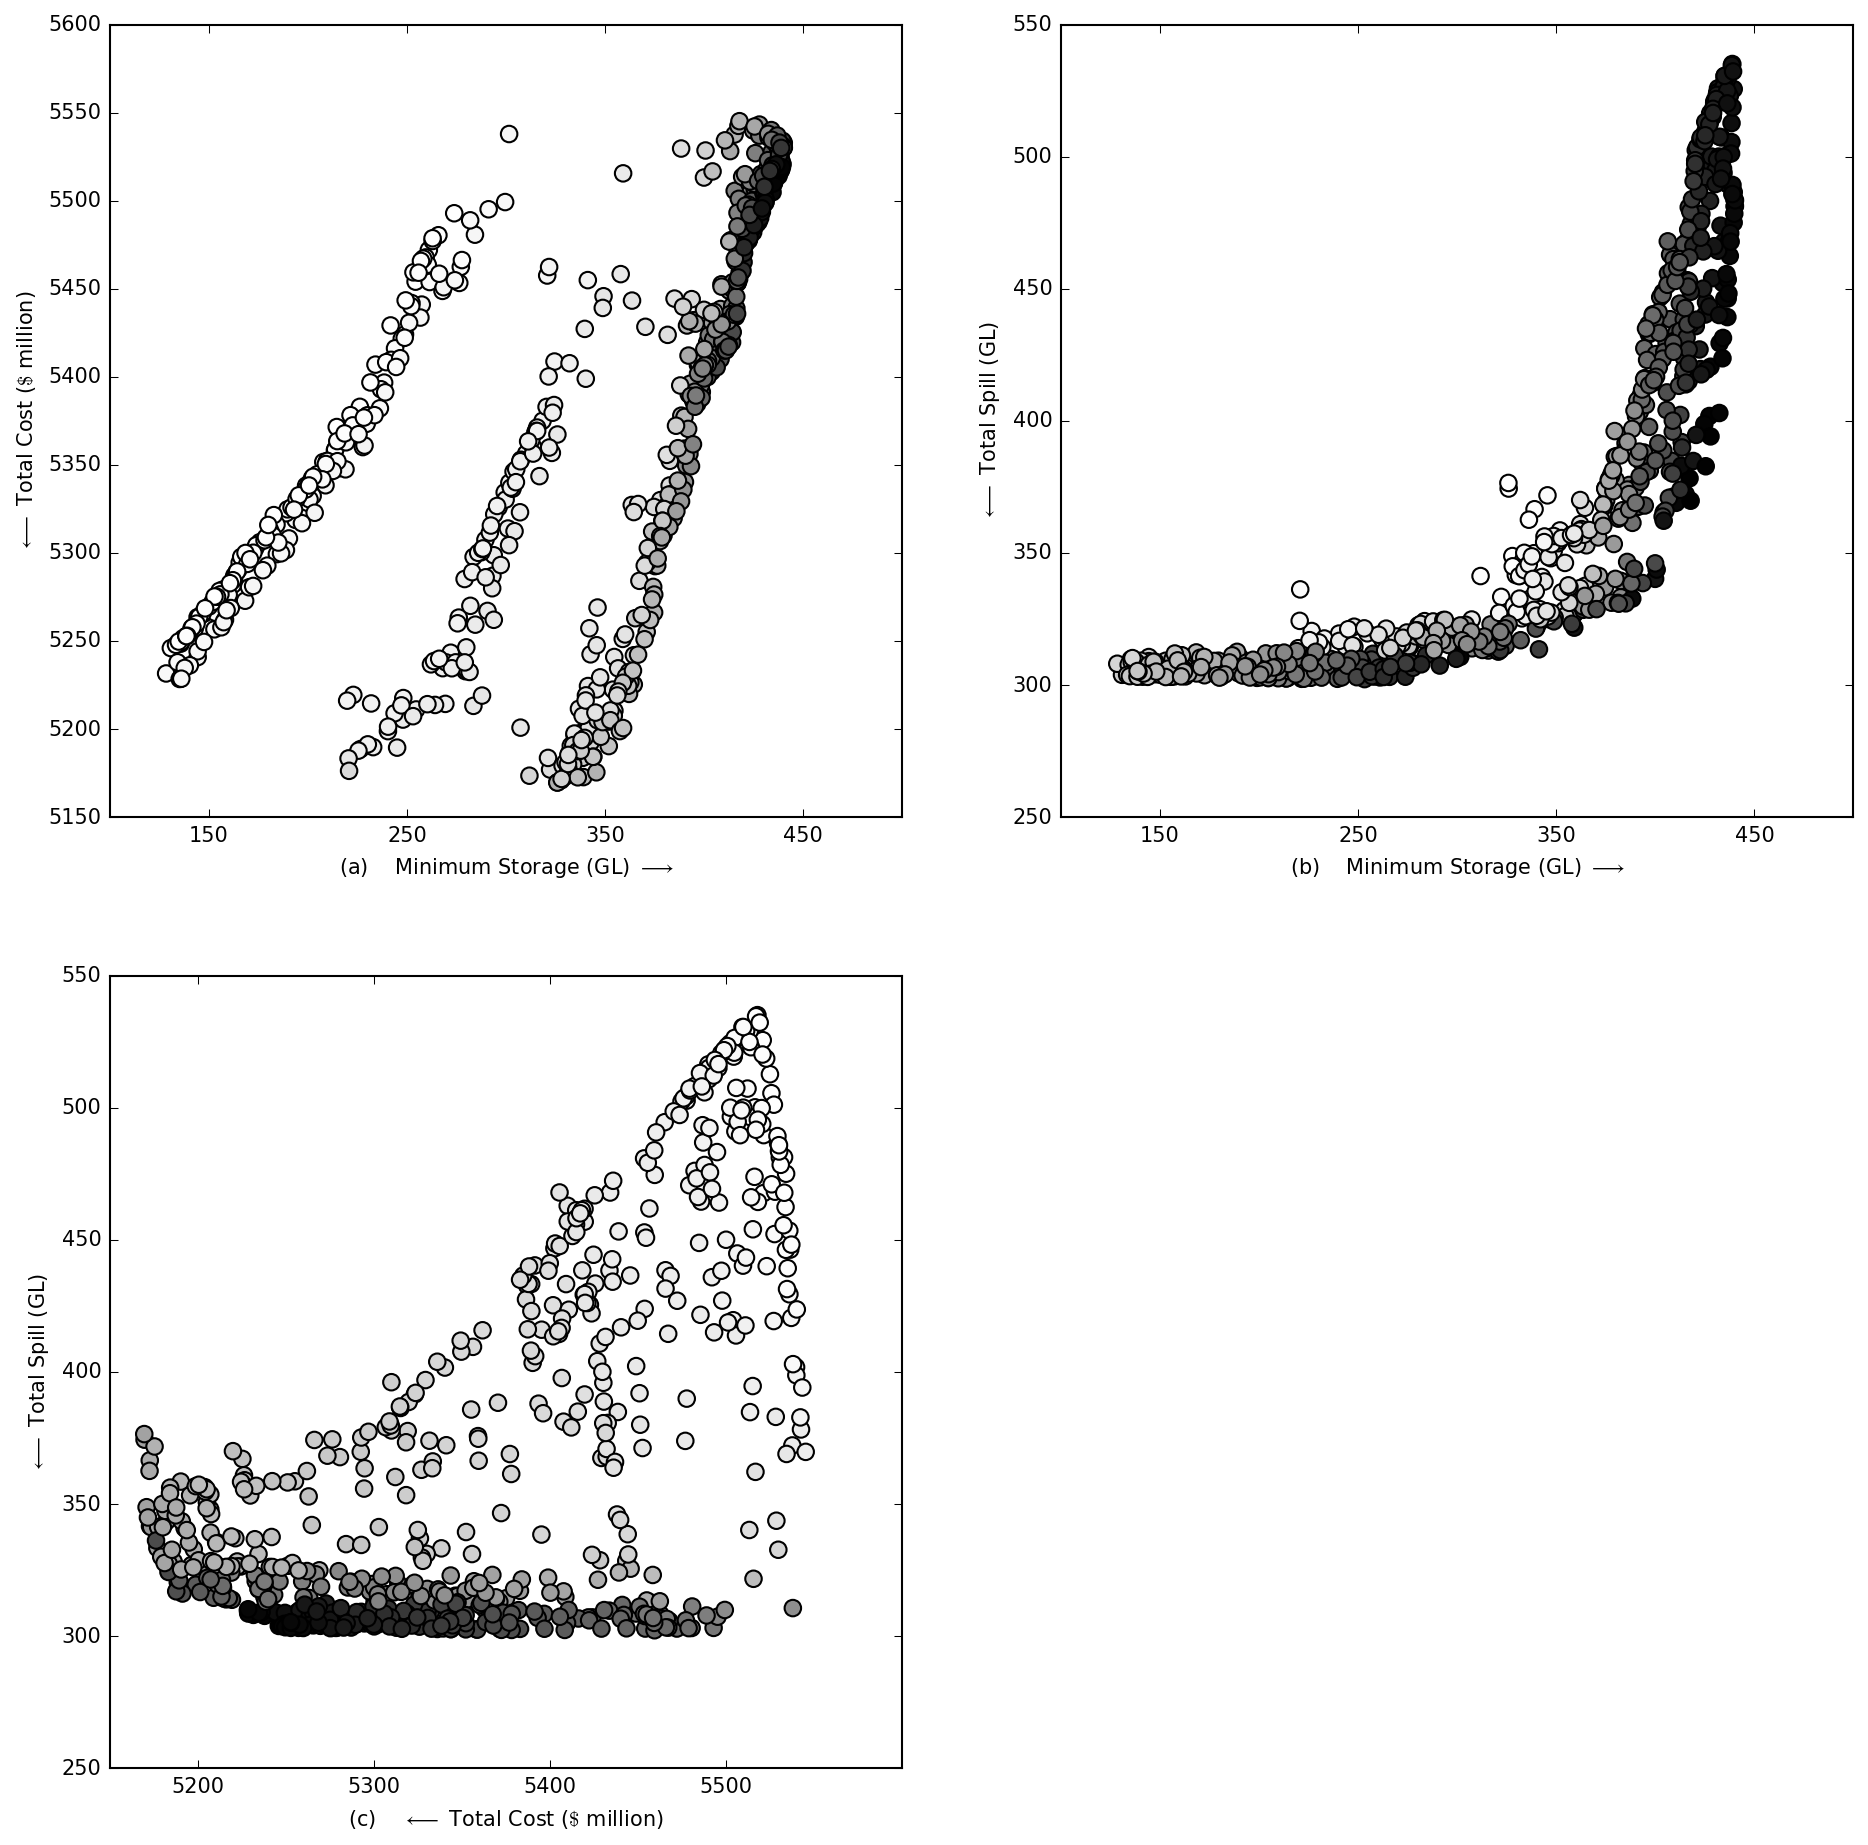 5600
5550
5500
5450
5400
5350
5300
5250
5200
5150
⟵ Total Cost ($ million)
150 250 350 450
(a) Minimum Storage (GL) ⟶
550
500
450
400
350
300
250
⟵ Total Spill (GL)
150 250 350 450
(b) Minimum Storage (GL) ⟶
550
500
450
400
350
300
250
⟵ Total Spill (GL)
5200 5300 5400 5500
(c) ⟵ Total Cost ($ million)